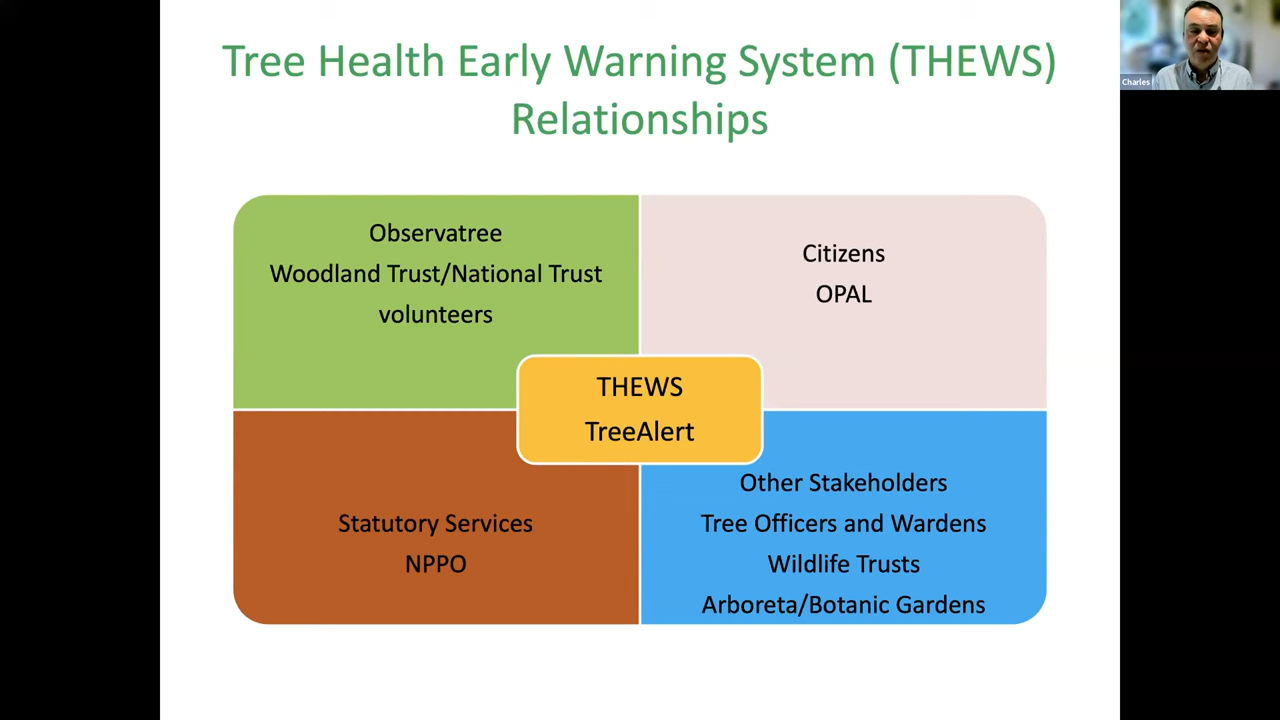 Tree Health Early Warning System (THEWS)
Relationships
Charles
Observatree
Woodland Trust/National Trust
volunteers
Citizens
OPAL
THEWS
TreeAlert
Statutory Services
NPPO
Other Stakeholders
Tree Officers and Wardens
Wildlife Trusts
Arboreta/Botanic Gardens